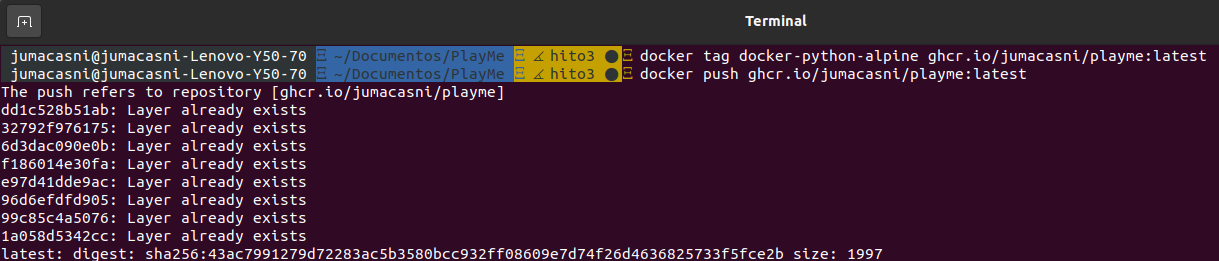 Terminal
jumacasni@jumacasni-Lenovo-Y50-70 ~/Documentos/PlayMe hito3 ● docker tag docker-python-alpine ghcr.io/jumacasni/playme:latest
jumacasni@jumacasni-Lenovo-Y50-70 ~/Documentos/PlayMe hito3 ● docker push ghcr.io/jumacasni/playme:latest
The push refers to repository [ghcr.io/jumacasni/playme]
dd1c528b51ab: Layer already exists
32792f976175: Layer already exists
6d3dac090e0b: Layer already exists
f186014e30fa: Layer already exists
e97d41dde9ac: Layer already exists
96d6efdfd905: Layer already exists
99c85c4a5076: Layer already exists
1a058d5342cc: Layer already exists
latest: digest: sha256:43ac7991279d72283ac5b3580bcc932ff08609e7d74f26d4636825733f5fce2b size: 1997